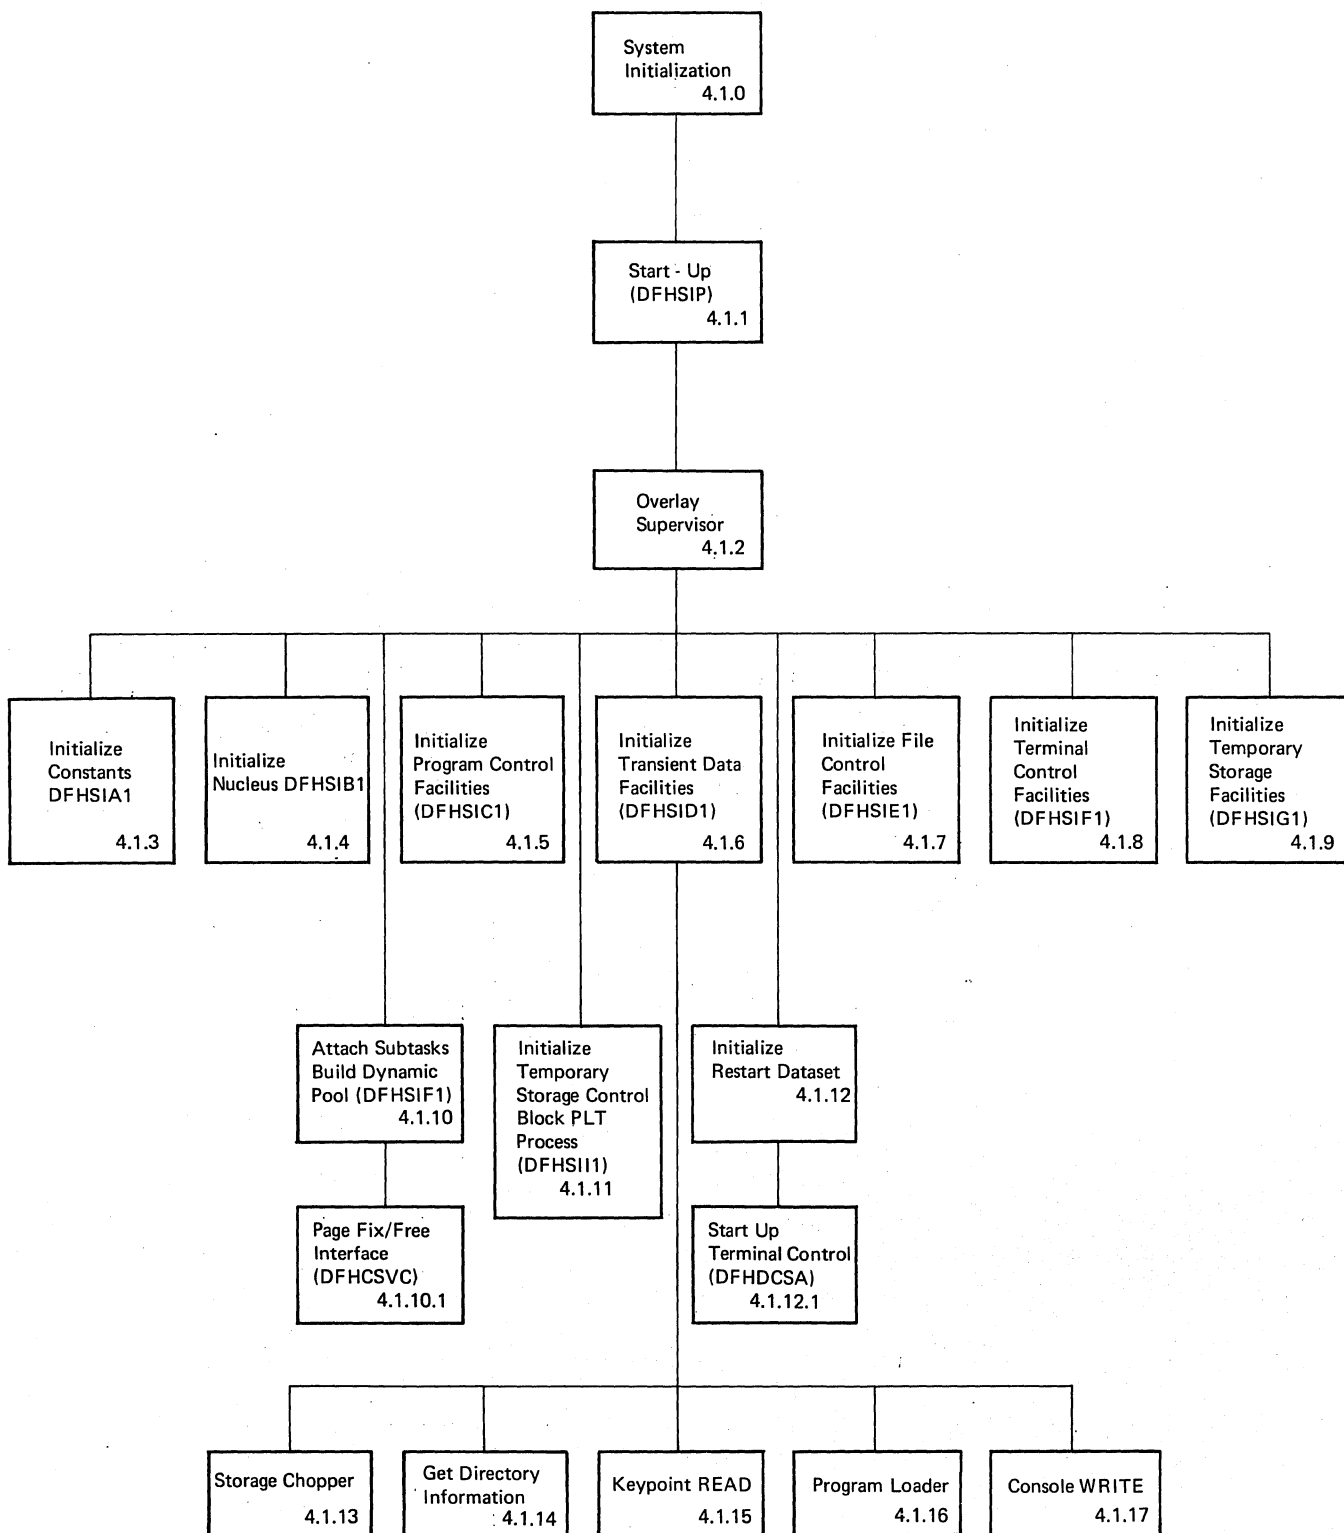 System
Initialization
4.1.0
Start - Up
(DFHSIP)
4.1.1
Overlay
Supervisor
4.1.2
Initialize
Constants
DFHSIA1
4.1.3
Initialize
Nucleus DFHSIB1
4.1.4
Initialize
Program Control
Facilities
(DFHSIC1)
4.1.5
Initialize
Transient Data
Facilities
(DFHSID1)
4.1.6
Initialize File
Control
Facilities
(DFHSIE1)
4.1.7
Initialize
Terminal
Control
Facilities
(DFHSIF1)
4.1.8
Initialize
Temporary
Storage
Facilities
(DFHSIG1)
4.1.9
Attach Subtasks
Build Dynamic
Pool (DFHSIF1)
4.1.10
Initialize
Temporary
Storage Control
Block PLT
Process
(DFHSII1)
4.1.11
Initialize
Restart Dataset
4.1.12
Page Fix/Free
Interface
(DFHCSVC)
4.1.10.1
Start Up
Terminal Control
(DFHDCSA)
4.1.12.1
Storage Chopper
4.1.13
Get Directory
Information
4.1.14
Keypoint READ
4.1.15
Program Loader
4.1.16
Console WRITE
4.1.17